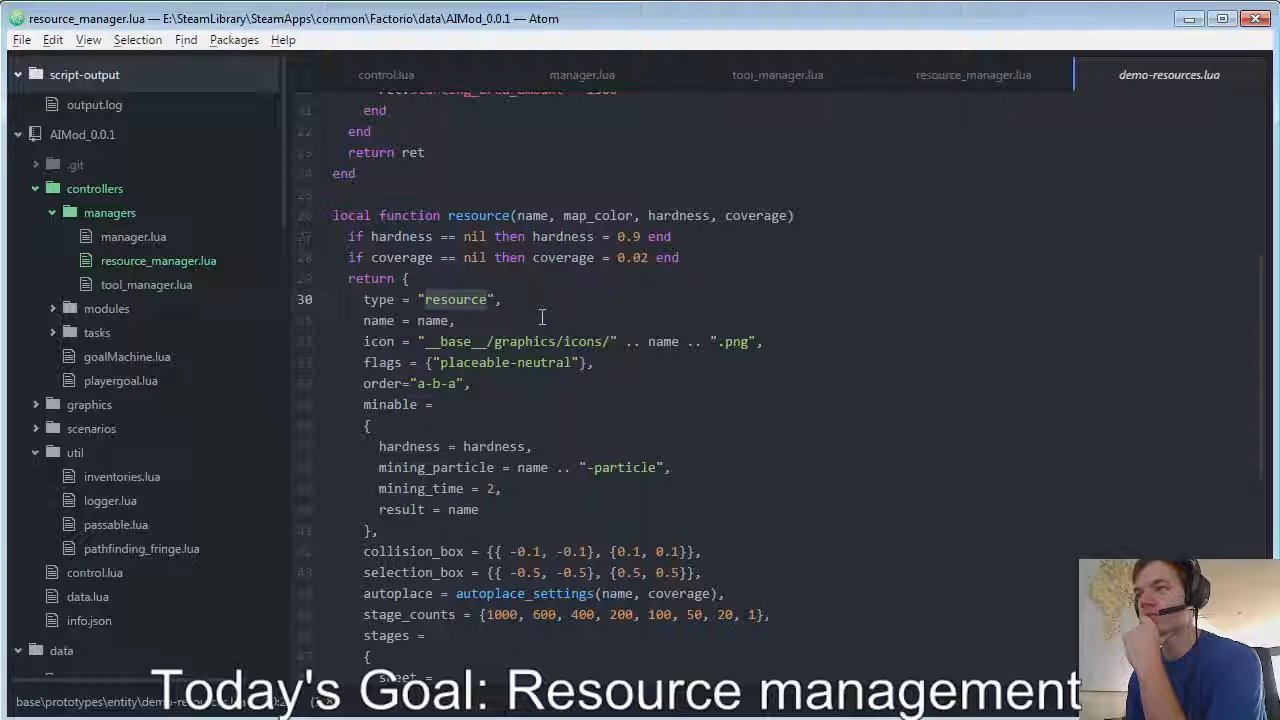 resource_manager.lua — E:\SteamLibrary\SteamApps\common\Factorio\data\AIMod_0.0.1 — Atom
File Edit View Selection Find Packages Help
script-output
output.log
AIMod_0.0.1
.git
controllers
managers
manager.lua
resource_manager.lua
tool_manager.lua
modules
tasks
goalMachine.lua
playergoal.lua
graphics
scenarios
util
inventories.lua
logger.lua
passable.lua
pathfinding_fringe.lua
control.lua
data.lua
info.json
data
control.lua manager.lua tool_manager.lua resource_manager.lua demo-resources.lua
end
end
return ret
end
local function resource(name, map_color, hardness, coverage)
if hardness == nil then hardness = 0.9 end
if coverage == nil then coverage = 0.02 end
return {
30 type = "resource",
name = name,
icon = "__base__/graphics/icons/" .. name .. ".png",
flags = {"placeable-neutral"},
order="a-b-a",
minable =
{
hardness = hardness,
mining_particle = name .. "-particle",
mining_time = 2,
result = name
},
collision_box = {{ -0.1, -0.1}, {0.1, 0.1}},
selection_box = {{ -0.5, -0.5}, {0.5, 0.5}},
autoplace = autoplace_settings(name, coverage),
stage_counts = {1000, 600, 400, 200, 100, 50, 20, 1},
stages =
{
sheet =
Today's Goal: Resource management